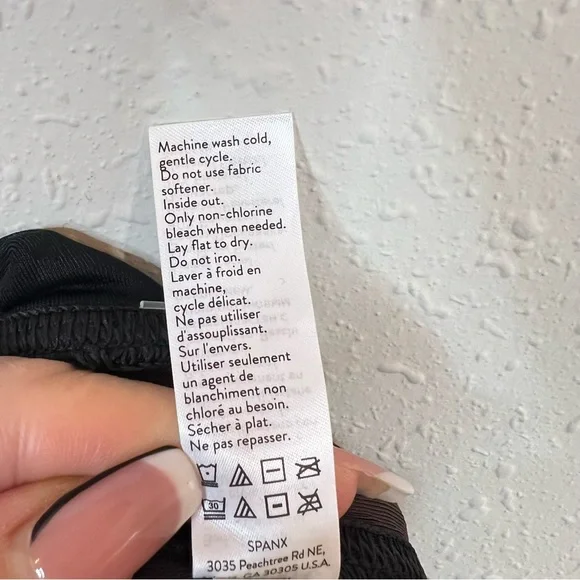 Machine wash cold,
gentle cycle.
Do not use fabric
softener.
Inside out.
Only non-chlorine
bleach when needed.
Lay flat to dry.
Do not iron.
Laver à froid en
machine,
cycle délicat.
Ne pas utiliser
d'assouplissant.
Sur l'envers.
Utiliser seulement
un agent de
blanchiment non
chloré au besoin.
Sécher à plat.
Ne pas repasser.
30
SPANX
3035 Peachtree Rd NE,
GA 30305 U.S.A.